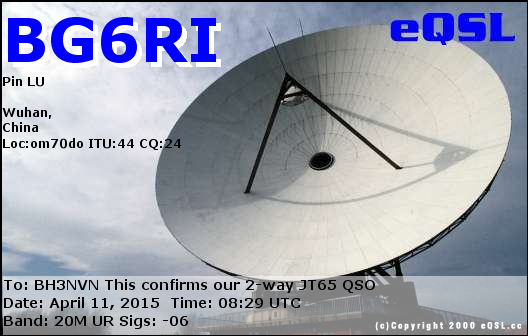 BG6RI
eQSL
Pin LU
Wuhan,
China
Loc:om70do ITU:44 CQ:24
To: BH3NVN This confirms our 2-way JT65 QSO
Date: April 11, 2015 Time: 08:29 UTC
Band: 20M UR Sigs: -06
(c)Copyright 2000 eQSL.cc